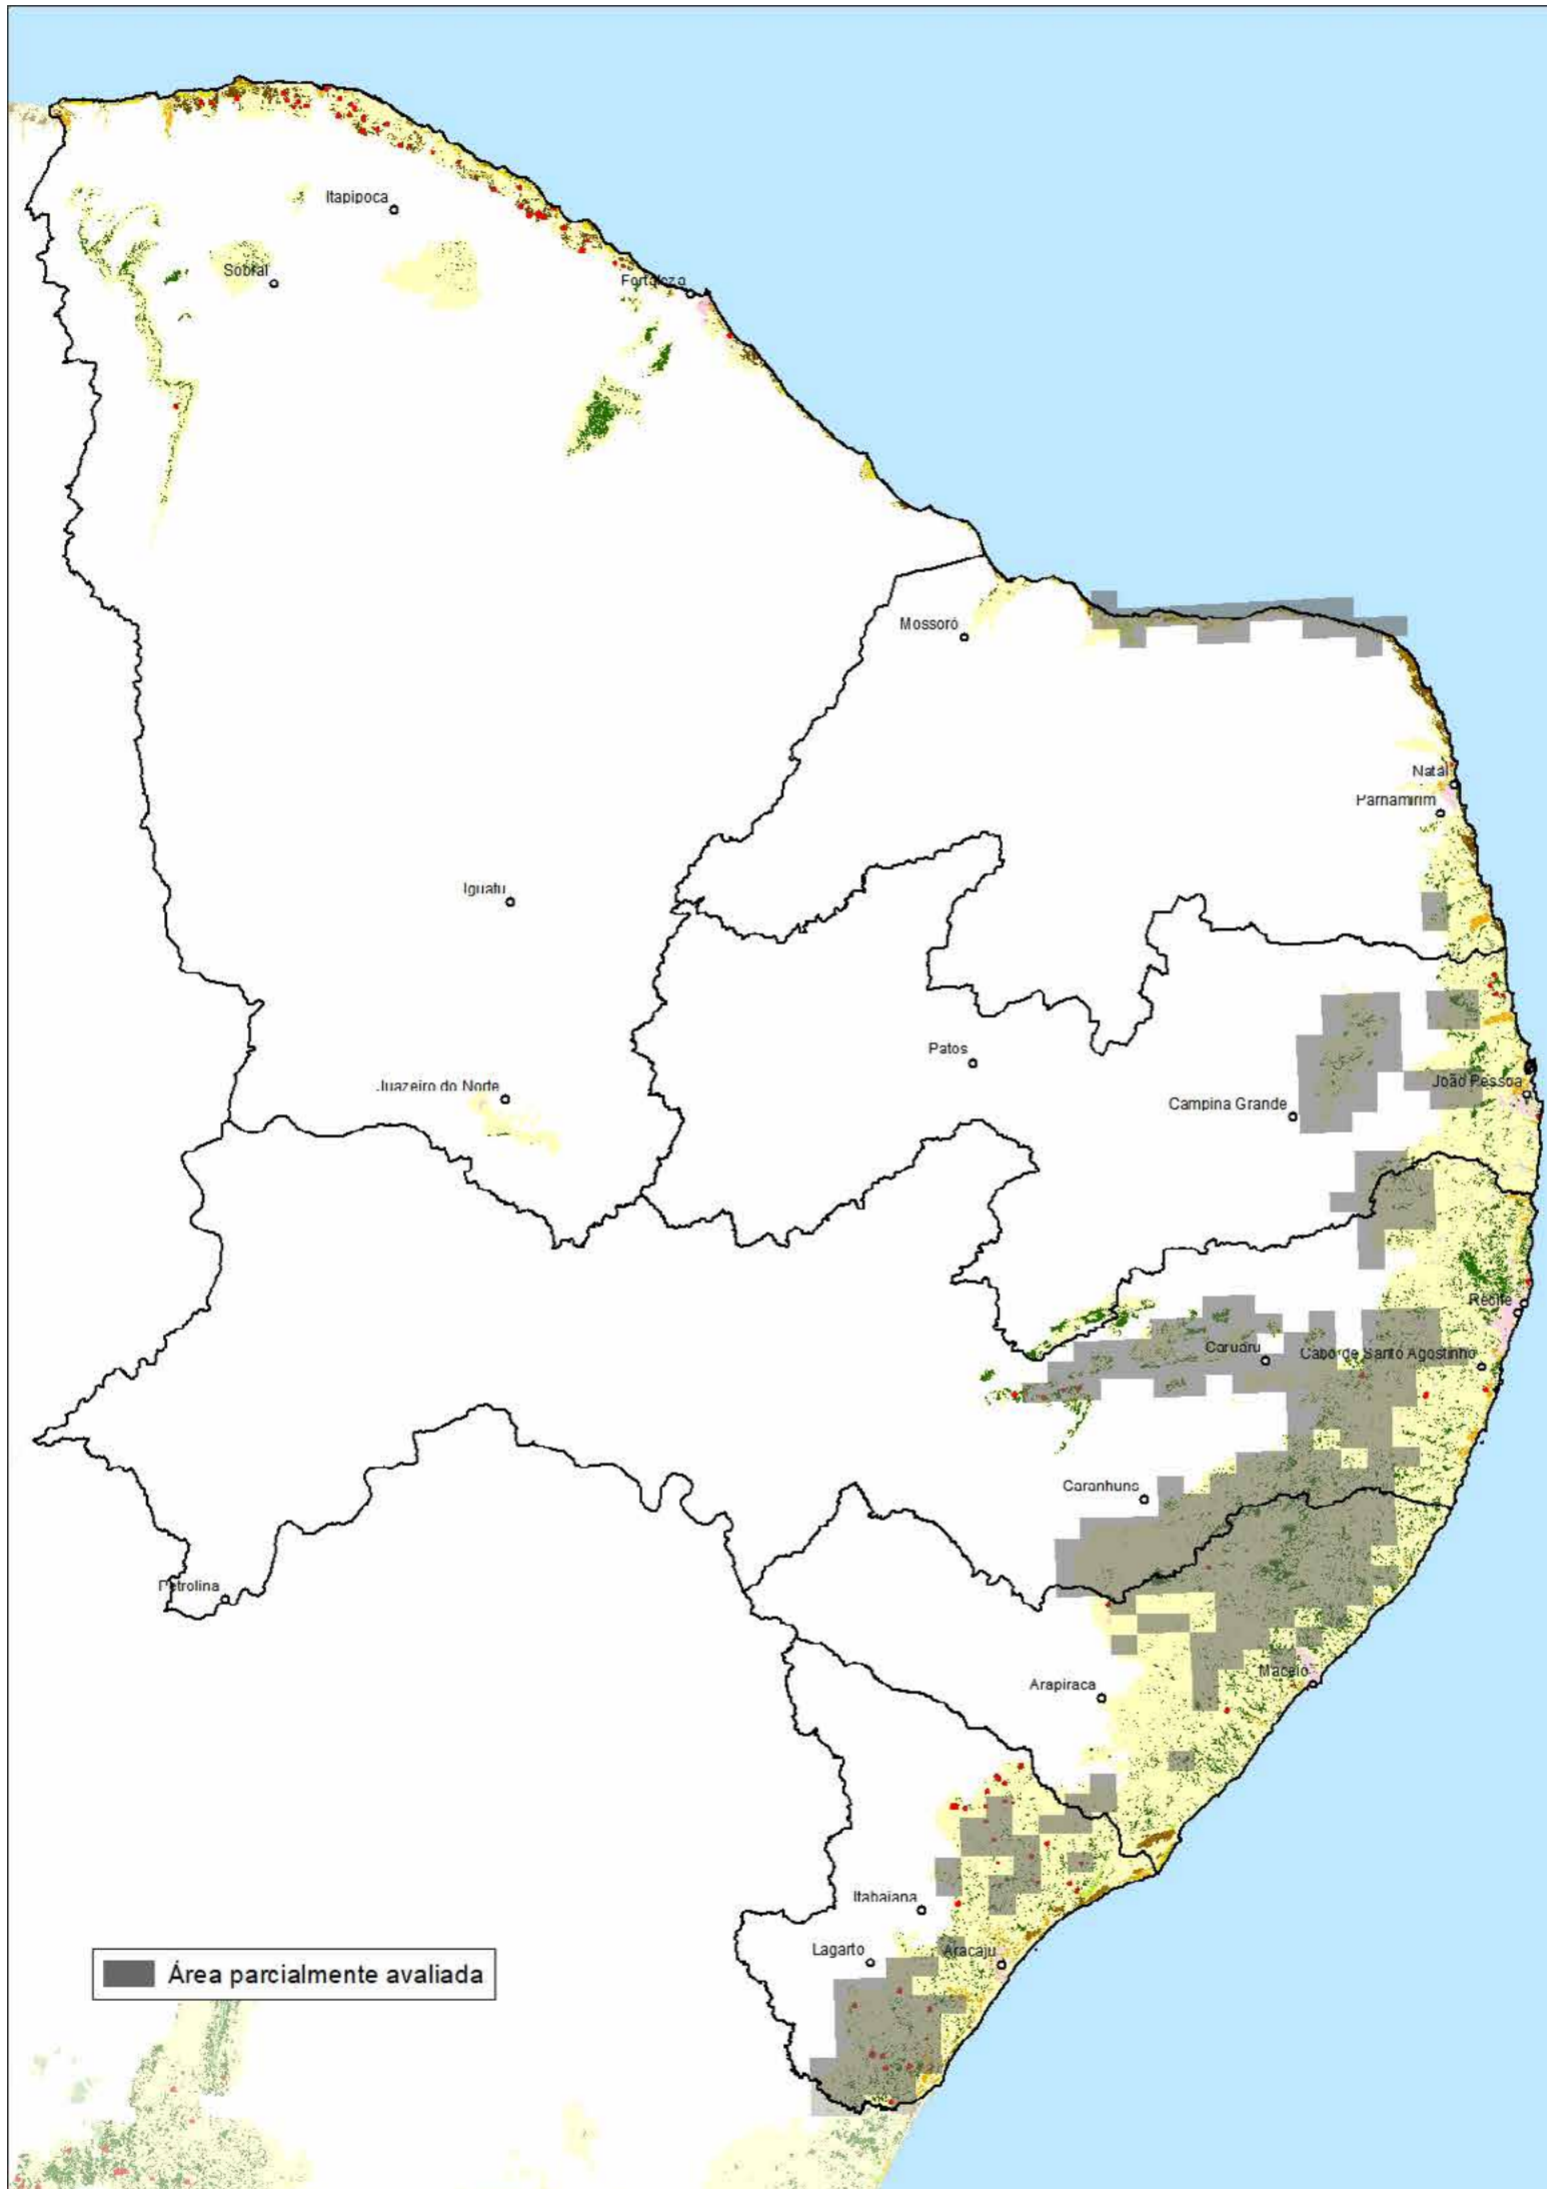 Itapipoca
Sobral
Fortaleza
Mossoró
Natal
Parnamirim
Iguatu
Patos
João Pessoa
Juazeiro do Norte
Campina Grande
Recife
Caruaru
Cabo de Santo Agostinho
Garanhuns
Petrolina
Maceió
Arapiraca
Itabaiana
Lagarto
Aracaju
Área parcialmente avaliada